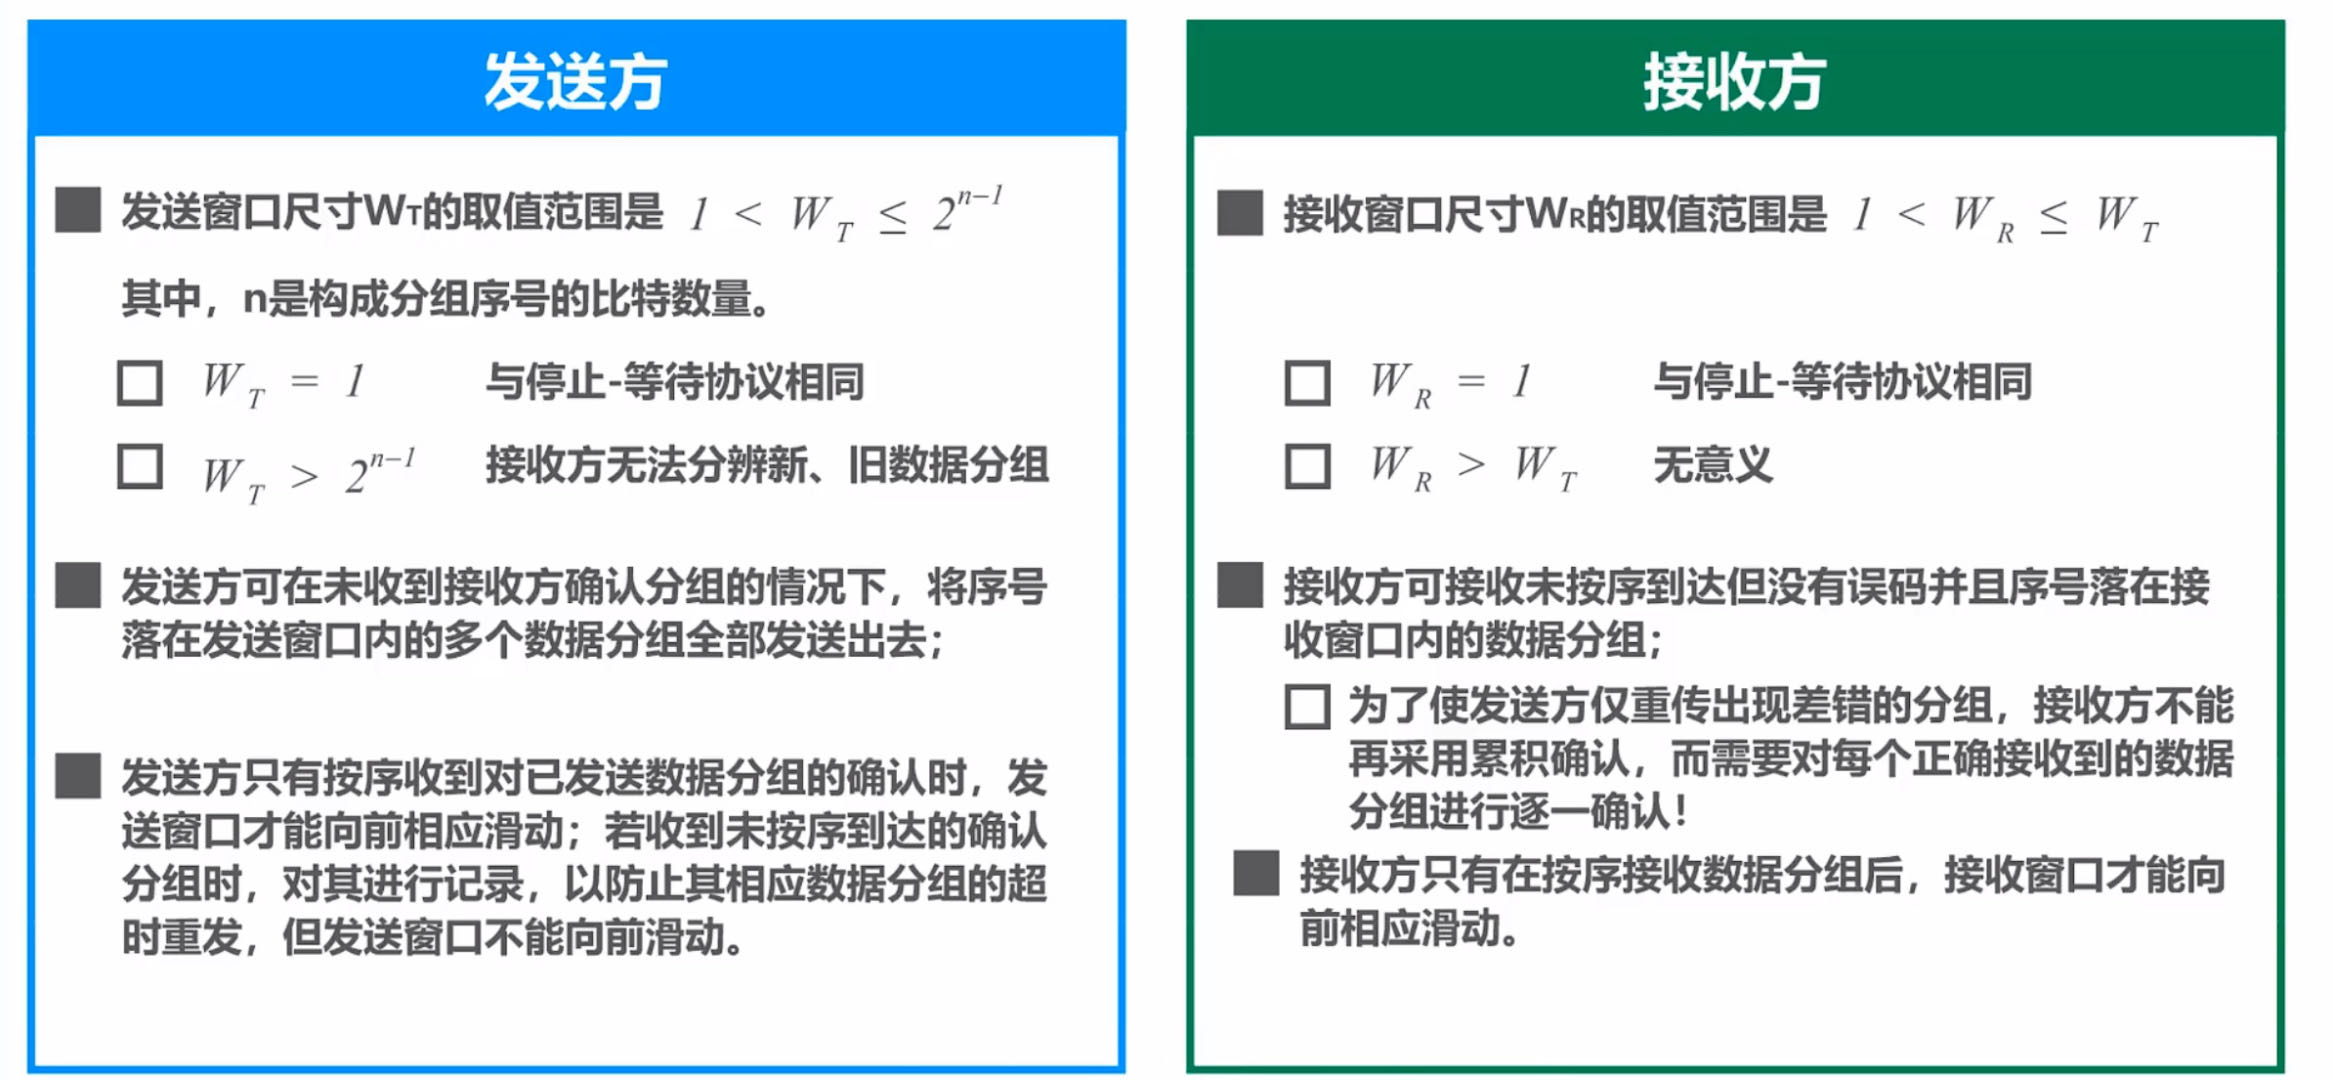 发送方
发送窗口尺寸WT的取值范围是 1 < W_T ≤ 2^{n-1}
其中，n是构成分组序号的比特数量。
W_T = 1 与停止-等待协议相同
W_T > 2^{n-1} 接收方无法分辨新、旧数据分组
发送方可在未收到接收方确认分组的情况下，将序号
落在发送窗口内的多个数据分组全部发送出去；
发送方只有按序收到对已发送数据分组的确认时，发
送窗口才能向前相应滑动；若收到未按序到达的确认
分组时，对其进行记录，以防止其相应数据分组的超
时重发，但发送窗口不能向前滑动。
接收方
接收窗口尺寸WR的取值范围是 1 < W_R ≤ W_T
W_R = 1 与停止-等待协议相同
W_R > W_T 无意义
接收方可接收未按序到达但没有误码并且序号落在接
收窗口内的数据分组；
为了使发送方仅重传出现差错的分组，接收方不能
再采用累积确认，而需要对每个正确接收到的数据
分组进行逐一确认！
接收方只有在按序接收数据分组后，接收窗口才能向
前相应滑动。